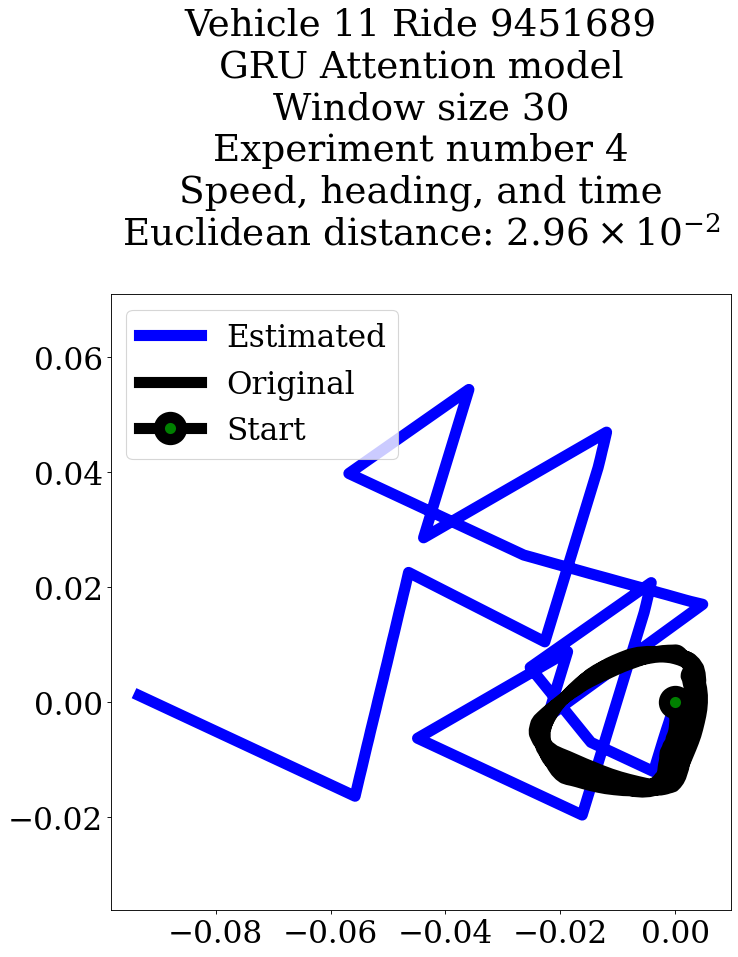 Vehicle 11 Ride 9451689
GRU Attention model
Window size 30
Experiment number 4
Speed, heading, and time
Euclidean distance: 2.96 × 10⁻²
Estimated
Original
Start
0.06
0.04
0.02
0.00
−0.02
−0.08 −0.06 −0.04 −0.02 0.00